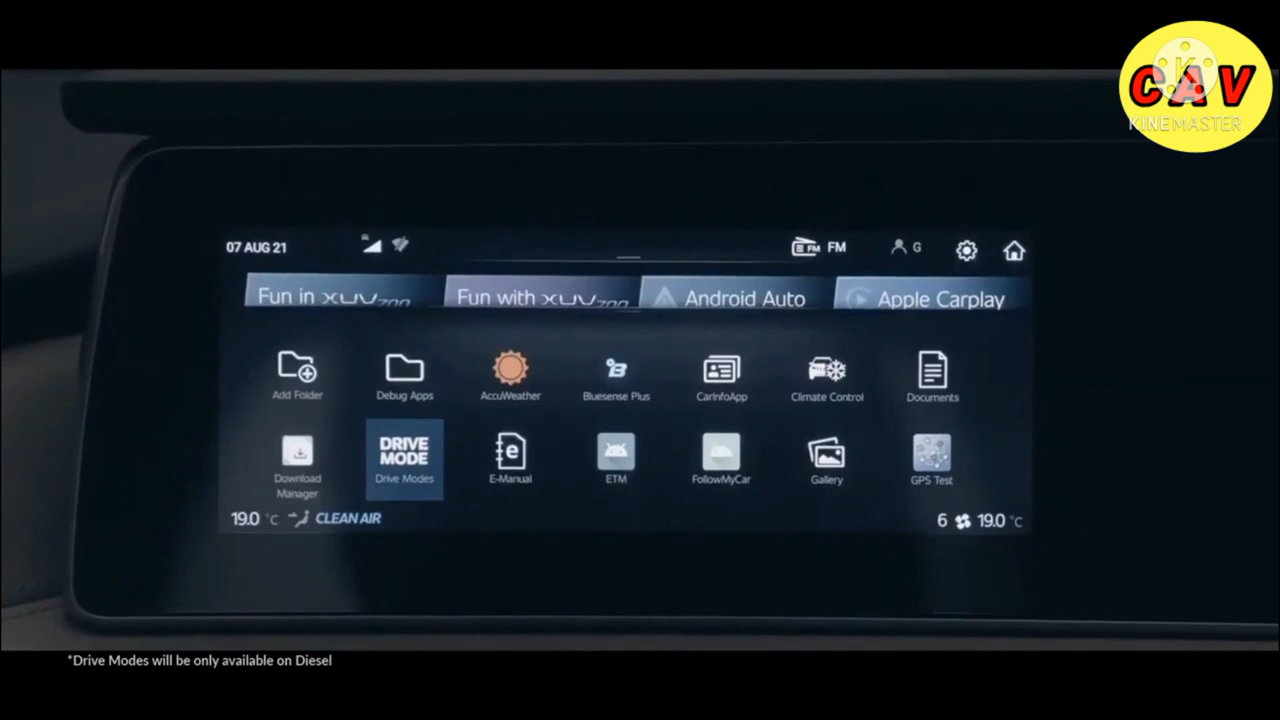 CAV
KINEMASTER
07 AUG 21
FM FM
G
Fun in XUV700
Fun with XUV700
Android Auto
Apple Carplay
Add Folder
Debug Apps
AccuWeather
Bluesense Plus
CarInfoApp
Climate Control
Documents
DRIVE
MODE
Download
Manager
Drive Modes
E-Manual
ETM
FollowMyCar
Gallery
GPS Test
19.0 °C
CLEAN AIR
6
19.0 °C
*Drive Modes will be only available on Diesel